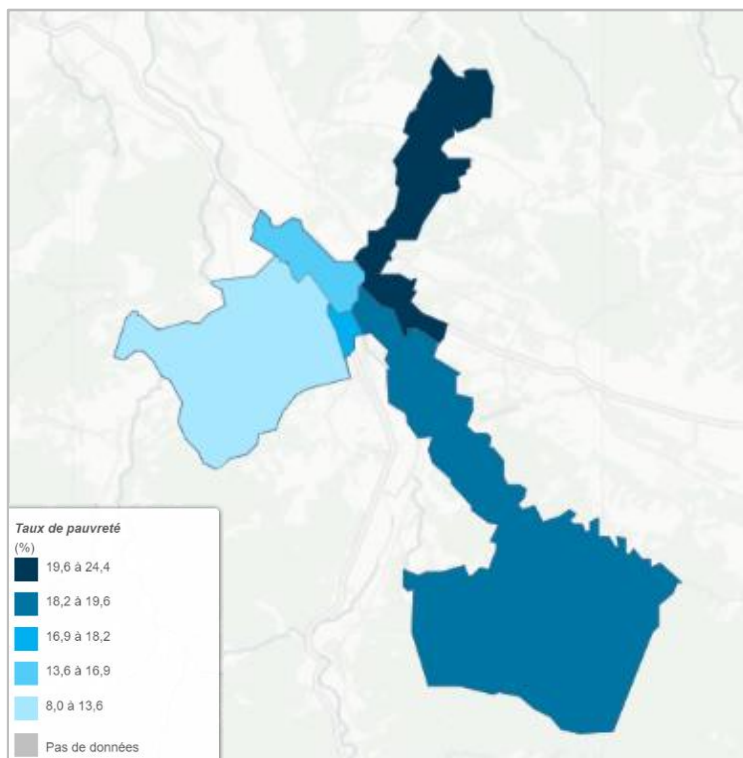 Taux de pauvreté
(%)
19,6 à 24,4
18,2 à 19,6
16,9 à 18,2
13,6 à 16,9
8,0 à 13,6
Pas de données